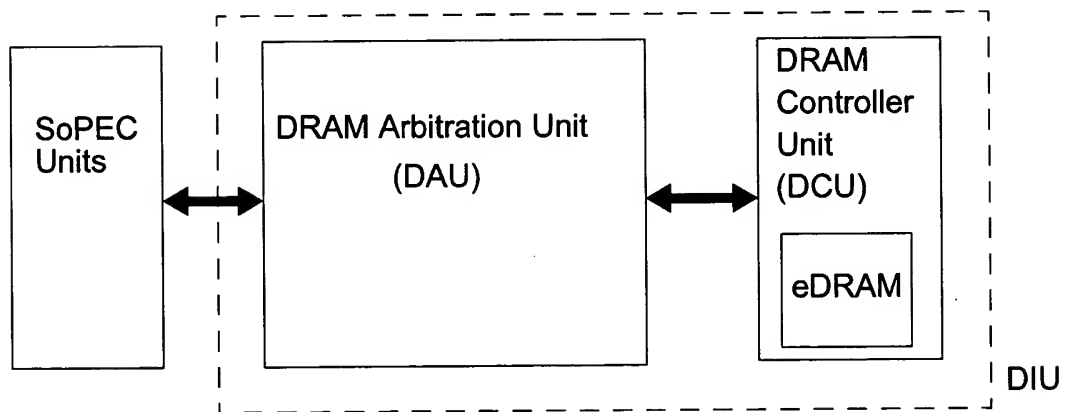 SoPEC
Units
DRAM Arbitration Unit
(DAU)
DRAM
Controller
Unit
(DCU)
eDRAM
DIU